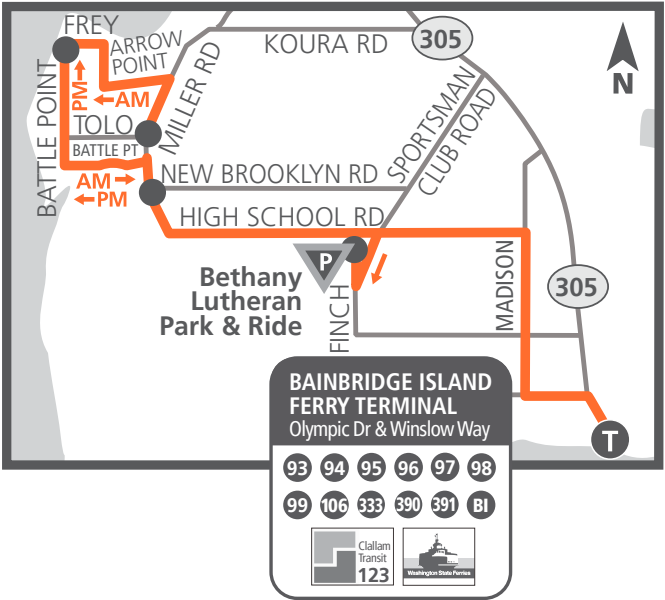 FREY
ARROW
POINT
MILLER RD
KOURA RD
305
N
BATTLE POINT
PM
AM
TOLO
BATTLE PT
SPORTSMAN
CLUB ROAD
NEW BROOKLYN RD
AM
PM
HIGH SCHOOL RD
P
Bethany
Lutheran
Park & Ride
FINCH
MADISON
305
BAINBRIDGE ISLAND
FERRY TERMINAL
Olympic Dr & Winslow Way
T
93 94 95 96 97 98
99 106 333 390 391 BI
Clallam
Transit
123
Washington State Ferries